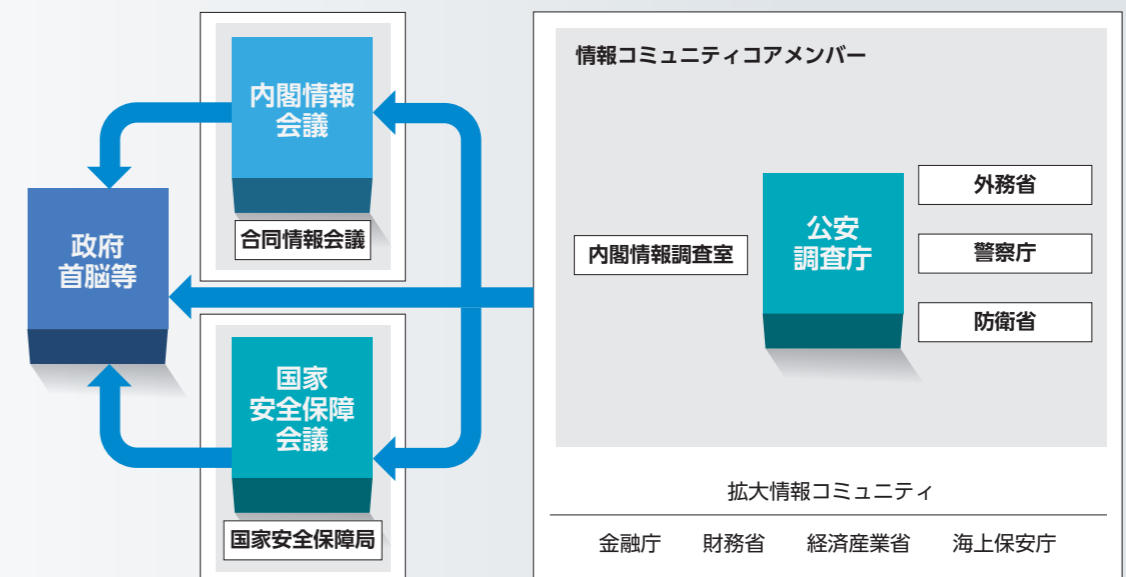 内閣情報
会議
合同情報会議
政府
首脳等
国家
安全保障
会議
国家安全保障局
情報コミュニティコアメンバー
内閣情報調査室
公安
調査庁
外務省
警察庁
防衛省
拡大情報コミュニティ
金融庁 財務省 経済産業省 海上保安庁